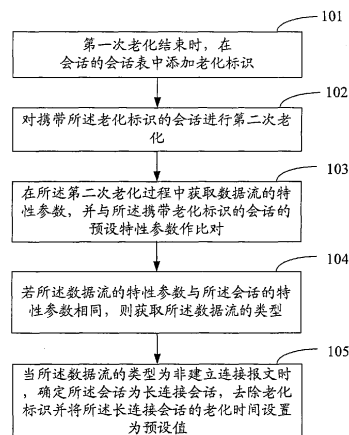 101
第一次老化结束时，在
会话的会话表中添加老化标识
102
对携带所述老化标识的会话进行第二次老
化
103
在所述第二次老化过程中获取数据流的特
性参数，并与所述携带老化标识的会话的
预设特性参数作比对
104
若所述数据流的特性参数与所述会话的特
性参数相同，则获取所述数据流的类型
105
当所述数据流的类型为非建立连接报文时
，确定所述会话为长连接会话，去除老化
标识并将所述长连接会话的老化时间设置
为预设值